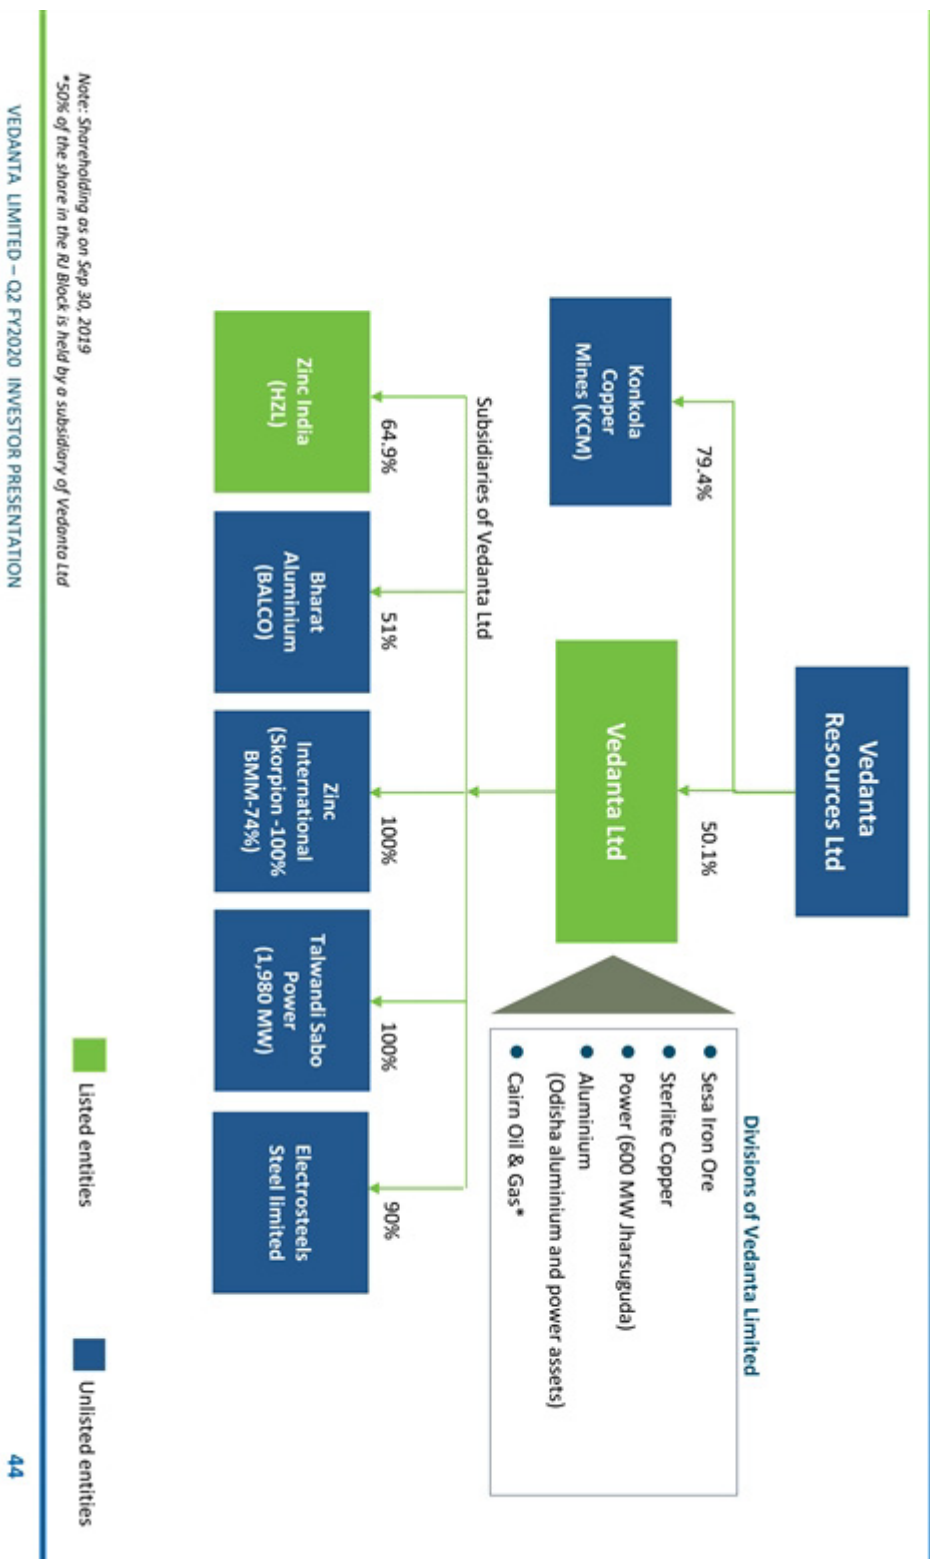 Vedanta
Resources Ltd
79.4%
50.1%
Konkola
Copper
Mines (KCM)
Vedanta Ltd
Divisions of Vedanta Limited
Sesa Iron Ore
Sterlite Copper
Power (600 MW Jharsuguda)
Aluminium
(Odisha aluminium and power assets)
Cairn Oil & Gas*
Subsidiaries of Vedanta Ltd
64.9%
51%
100%
100%
90%
Zinc India
(HZL)
Bharat
Aluminium
(BALCO)
Zinc
International
(Skorpion -100%
BMM-74%)
Talwandi Sabo
Power
(1,980 MW)
Electrosteels
Steel limited
Listed entities
Unlisted entities
Note: Shareholding as on Sep 30, 2019
*50% of the share in the RJ Block is held by a subsidiary of Vedanta Ltd
VEDANTA LIMITED – Q2 FY2020 INVESTOR PRESENTATION
44